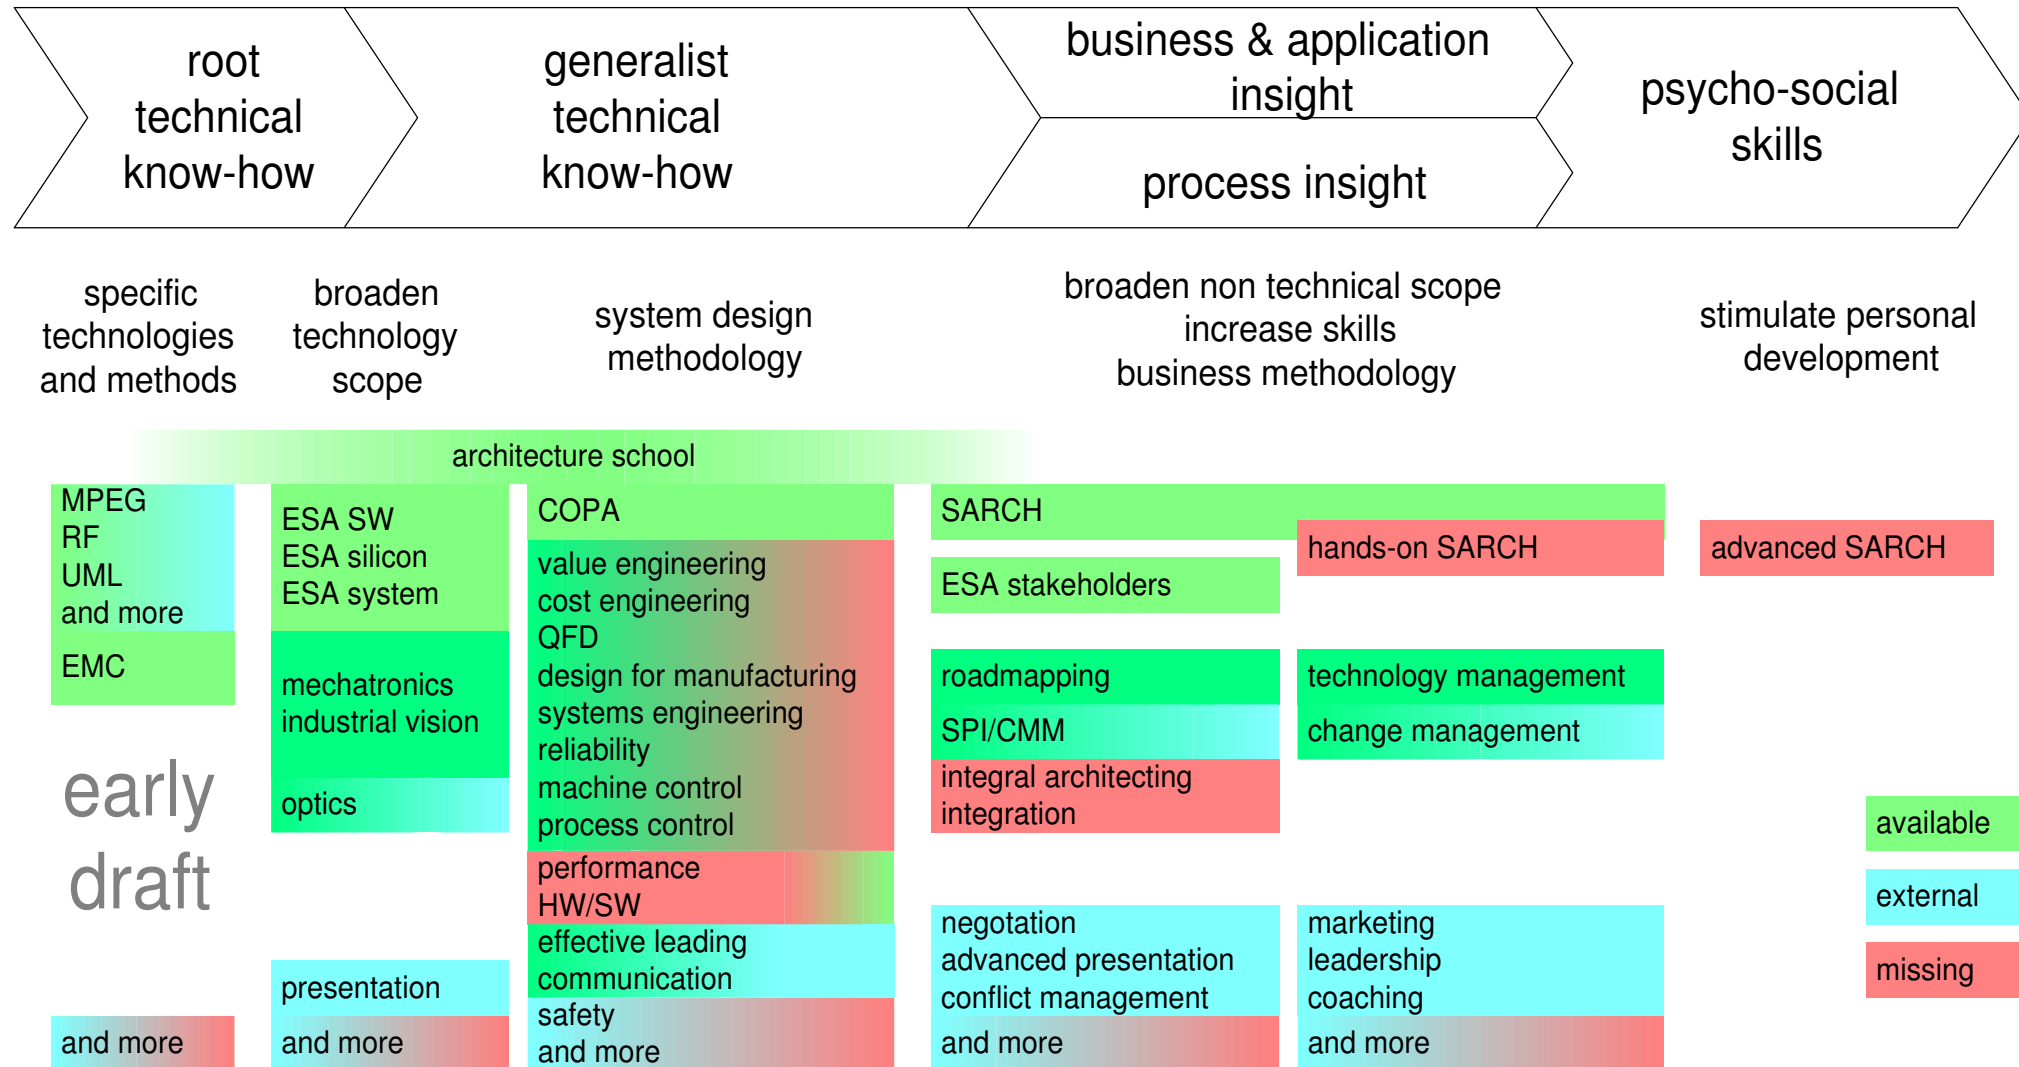 root
technical
know-how
generalist
technical
know-how
business & application
insight
process insight
psycho-social
skills
specific
technologies
and methods
broaden
technology
scope
system design
methodology
broaden non technical scope
increase skills
business methodology
stimulate personal
development
architecture school
MPEG
RF
UML
and more
EMC
early
draft
and more
ESA SW
ESA silicon
ESA system
mechatronics
industrial vision
optics
presentation
and more
COPA
value engineering
cost engineering
QFD
design for manufacturing
systems engineering
reliability
machine control
process control
performance
HW/SW
effective leading
communication
safety
and more
SARCH
ESA stakeholders
roadmapping
SPI/CMM
integral architecting
integration
negotation
advanced presentation
conflict management
and more
hands-on SARCH
technology management
change management
marketing
leadership
coaching
and more
advanced SARCH
available
external
missing